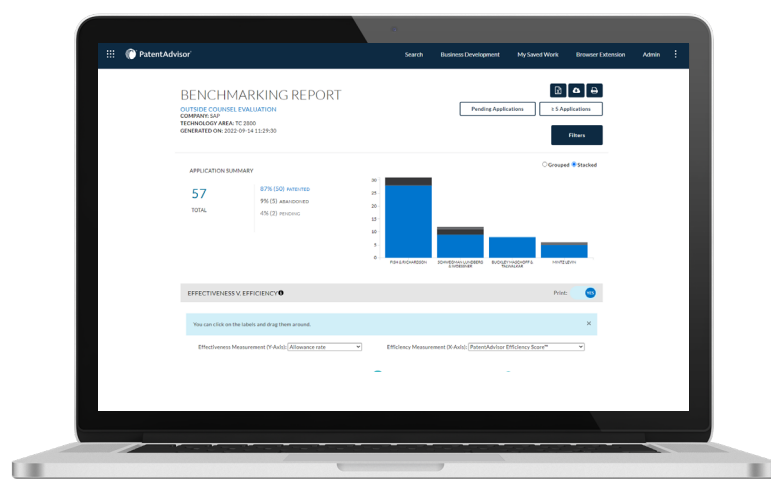 PatentAdvisor
Search
Business Development
My Saved Work
Browser Extension
Admin
BENCHMARKING REPORT
OUTSIDE COUNSEL EVALUATION
COMPANY: SAP
TECHNOLOGY AREA: TC 2800
GENERATED ON: 2022-09-14 11:29:30
Pending Applications
≤ 5 Applications
Filters
APPLICATION SUMMARY
Grouped Stacked
57
TOTAL
87% (50) PATENTED
9% (5) ABANDONED
4% (2) PENDING
30
25
20
15
10
5
0
FISH & RICHARDSON
SCHWEGMAN LUNDBERG
& WOESSNER
BUCKLEY MASCHOFF &
TALWALKAR
MINTZ LEVIN
EFFECTIVENESS V. EFFICIENCY
Print:
YES
You can click on the labels and drag them around.
×
Effectiveness Measurement (Y-Axis): Allowance rate
Efficiency Measurement (X-Axis): PatentAdvisor Efficiency Score™